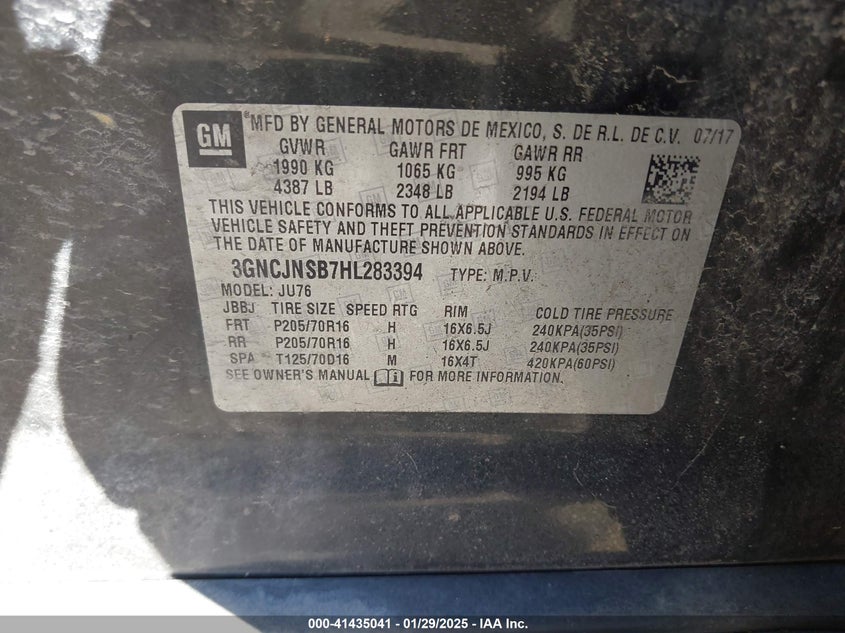 GM
®MFD BY GENERAL MOTORS DE MEXICO, S. DE R.L. DE C.V. 07/17
GVWR GAWR FRT GAWR RR
1990 KG 1065 KG 995 KG
4387 LB 2348 LB 2194 LB
THIS VEHICLE CONFORMS TO ALL APPLICABLE U.S. FEDERAL MOTOR
VEHICLE SAFETY AND THEFT PREVENTION STANDARDS IN EFFECT ON
THE DATE OF MANUFACTURE SHOWN ABOVE.
3GNCJNSB7HL283394 TYPE: M.P.V.
MODEL: JU76
JBBJ TIRE SIZE SPEED RTG RIM COLD TIRE PRESSURE
FRT P205/70R16 H 16X6.5J 240KPA(35PSI)
RR P205/70R16 H 16X6.5J 240KPA(35PSI)
SPA T125/70D16 M 16X4T 420KPA(60PSI)
SEE OWNER'S MANUAL FOR MORE INFORMATION.
000-41435041 - 01/29/2025 - IAA Inc.